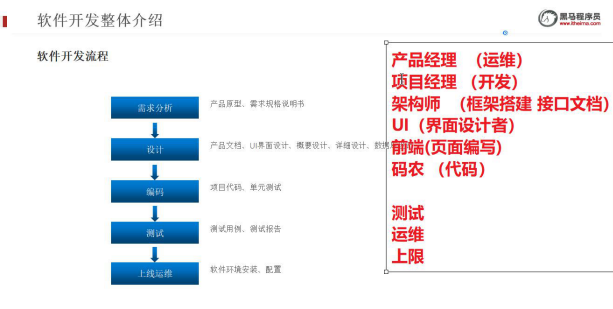 软件开发整体介绍
黑马程序员
www.itheima.com
软件开发流程
需求分析
产品原型、需求规格说明书
设计
产品文档、UI界面设计、概要设计、详细设计、数据
编码
项目代码、单元测试
测试
测试用例、测试报告
上线运维
软件环境安装、配置
产品经理 （运维）
项目经理 （开发）
架构师 （框架搭建 接口文档)
UI（界面设计者）
前端(页面编写)
码农 （代码）
测试
运维
上限